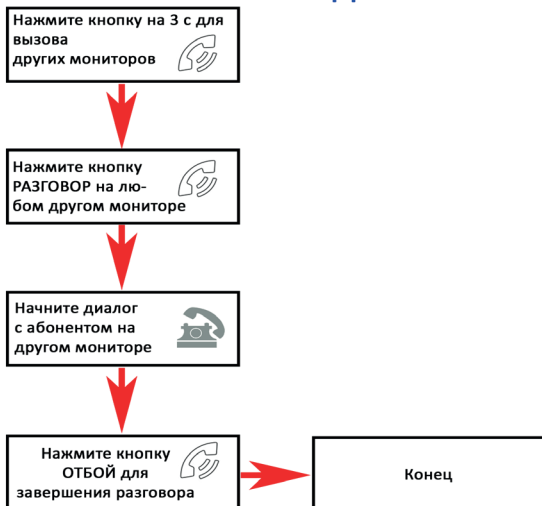 Нажмите кнопку на 3 с для
вызова
других мониторов
Нажмите кнопку
РАЗГОВОР на лю-
бом другом мониторе
Начните диалог
с абонентом на
другом мониторе
Нажмите кнопку
ОТБОЙ для
завершения разговора
Конец